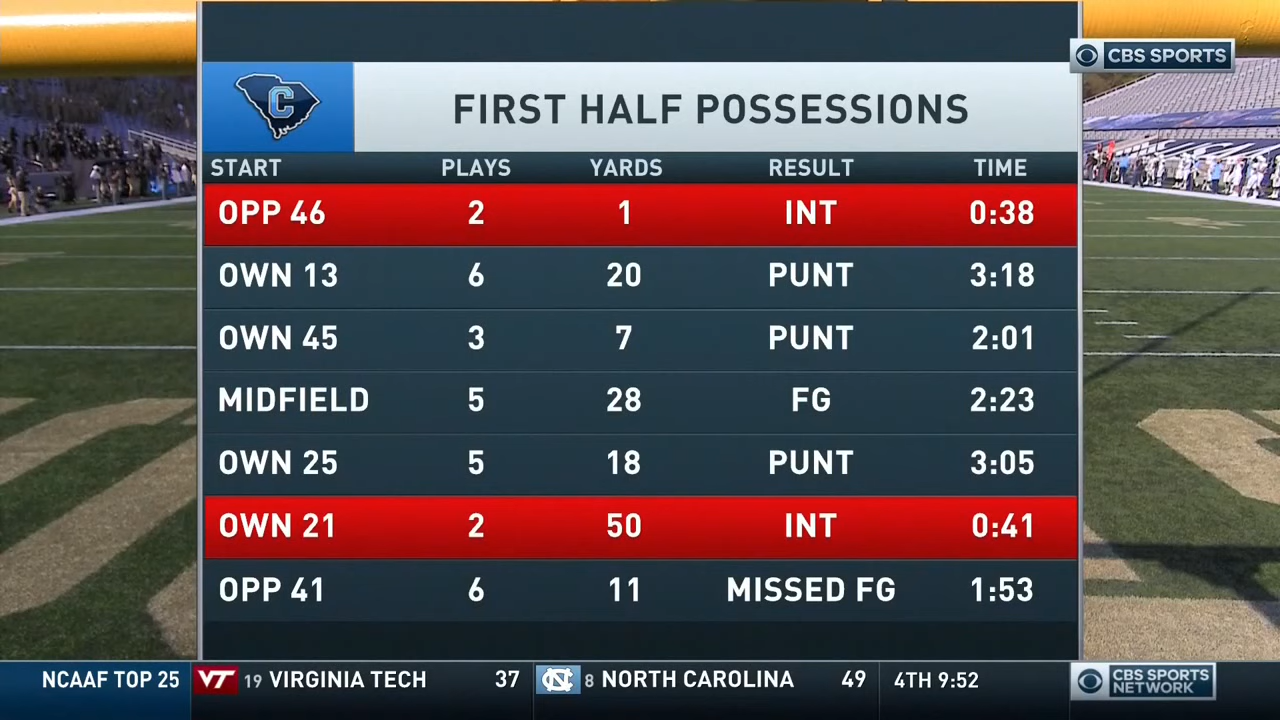 CBS SPORTS
C
FIRST HALF POSSESSIONS
START PLAYS YARDS RESULT TIME
OPP 46 2 1 INT 0:38
OWN 13 6 20 PUNT 3:18
OWN 45 3 7 PUNT 2:01
MIDFIELD 5 28 FG 2:23
OWN 25 5 18 PUNT 3:05
OWN 21 2 50 INT 0:41
OPP 41 6 11 MISSED FG 1:53
NCAAF TOP 25 VT 19 VIRGINIA TECH 37 NC 8 NORTH CAROLINA 49 4TH 9:52 CBS SPORTS
NETWORK